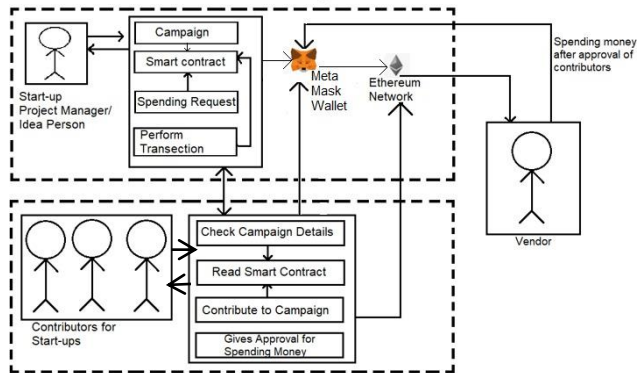 Campaign
Smart contract
Spending Request
Perform
Transection
Start-up
Project Manager/
Idea Person
Meta
Mask
Wallet
Ethereum
Network
Spending money
after approval of
contributors
Vendor
Check Campaign Details
Read Smart Contract
Contribute to Campaign
Gives Approval for
Spending Money
Contributors for
Start-ups